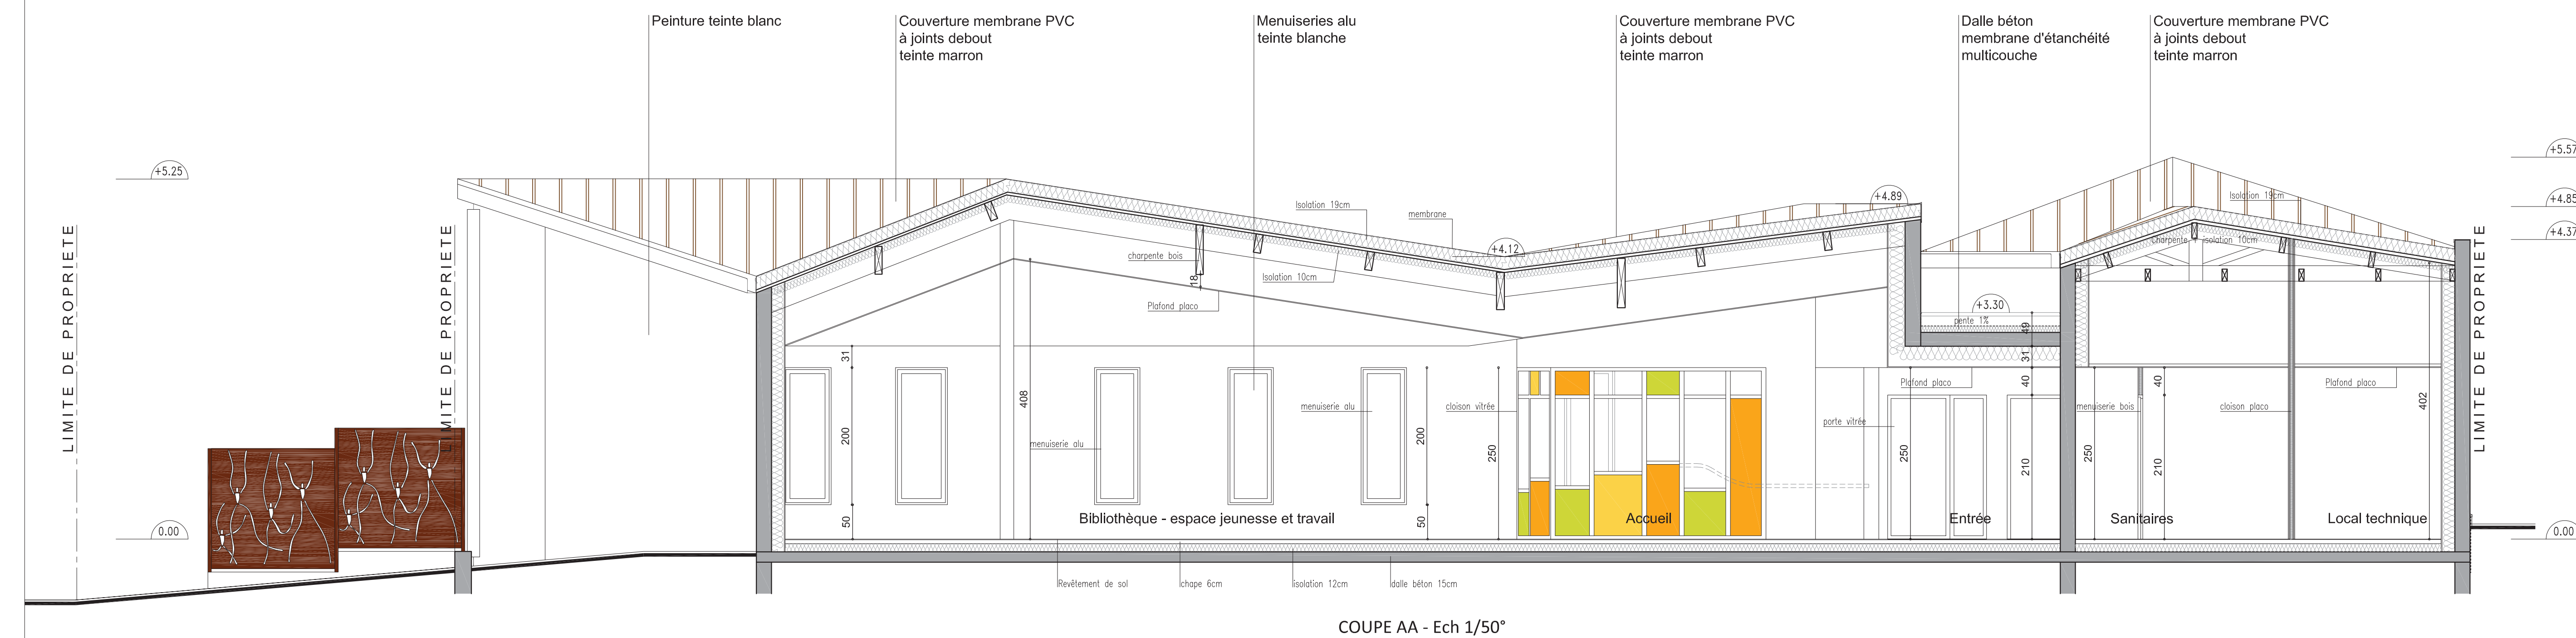 Peinture teinte blanc
Couverture membrane PVC
à joints debout
teinte marron
Menuiseries alu
teinte blanche
Couverture membrane PVC
à joints debout
teinte marron
Dalle béton
membrane d'étanchéité
multicouche
Couverture membrane PVC
à joints debout
teinte marron
+5.25
+5.57
+4.85
+4.37
+4.89
+4.12
+3.30
LIMITE DE PROPRIETE
LIMITE DE PROPRIETE
LIMITE DE PROPRIETE
Isolation 19cm
membrane
Isolation 19cm
Charpente + isolation 10cm
charpente bois
Isolation 10cm
18
Plafond placo
pente 1%
49
31
31
40
40
Plafond placo
Plafond placo
408
200
50
menuiserie alu
menuiserie alu
200
50
250
cloison vitrée
porte vitrée
250
210
menuiserie bois
250
210
cloison placo
402
Bibliothèque - espace jeunesse et travail
Accueil
Entrée
Sanitaires
Local technique
0.00
0.00
Revêtement de sol
chape 6cm
isolation 12cm
dalle béton 15cm
COUPE AA - Ech 1/50°